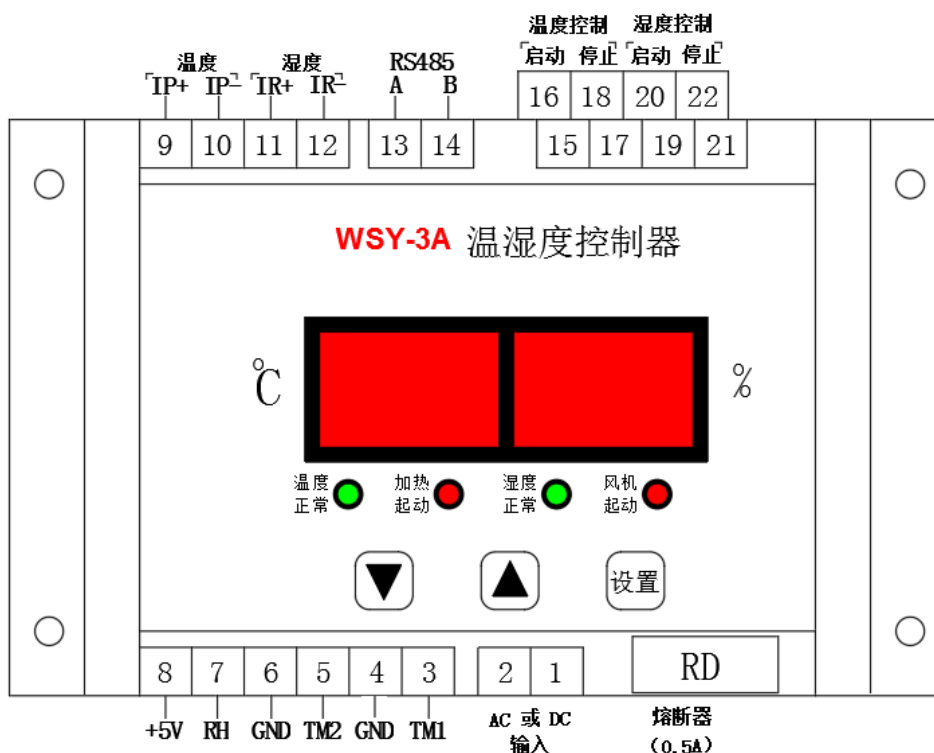 温度控制 湿度控制
启动 停止 启动 停止
温度 湿度 RS485
IP+ IP- IR+ IR- A B
16 18 20 22
9 10 11 12 13 14 15 17 19 21
WSY-3A 温湿度控制器
℃ %
温度 加热 湿度 风机
正常 起动 正常 起动
▼ ▲ 设置
8 7 6 5 4 3 2 1 RD
+5V RH GND TM2 GND TM1 AC 或 DC 熔断器
输入 (0.5A)